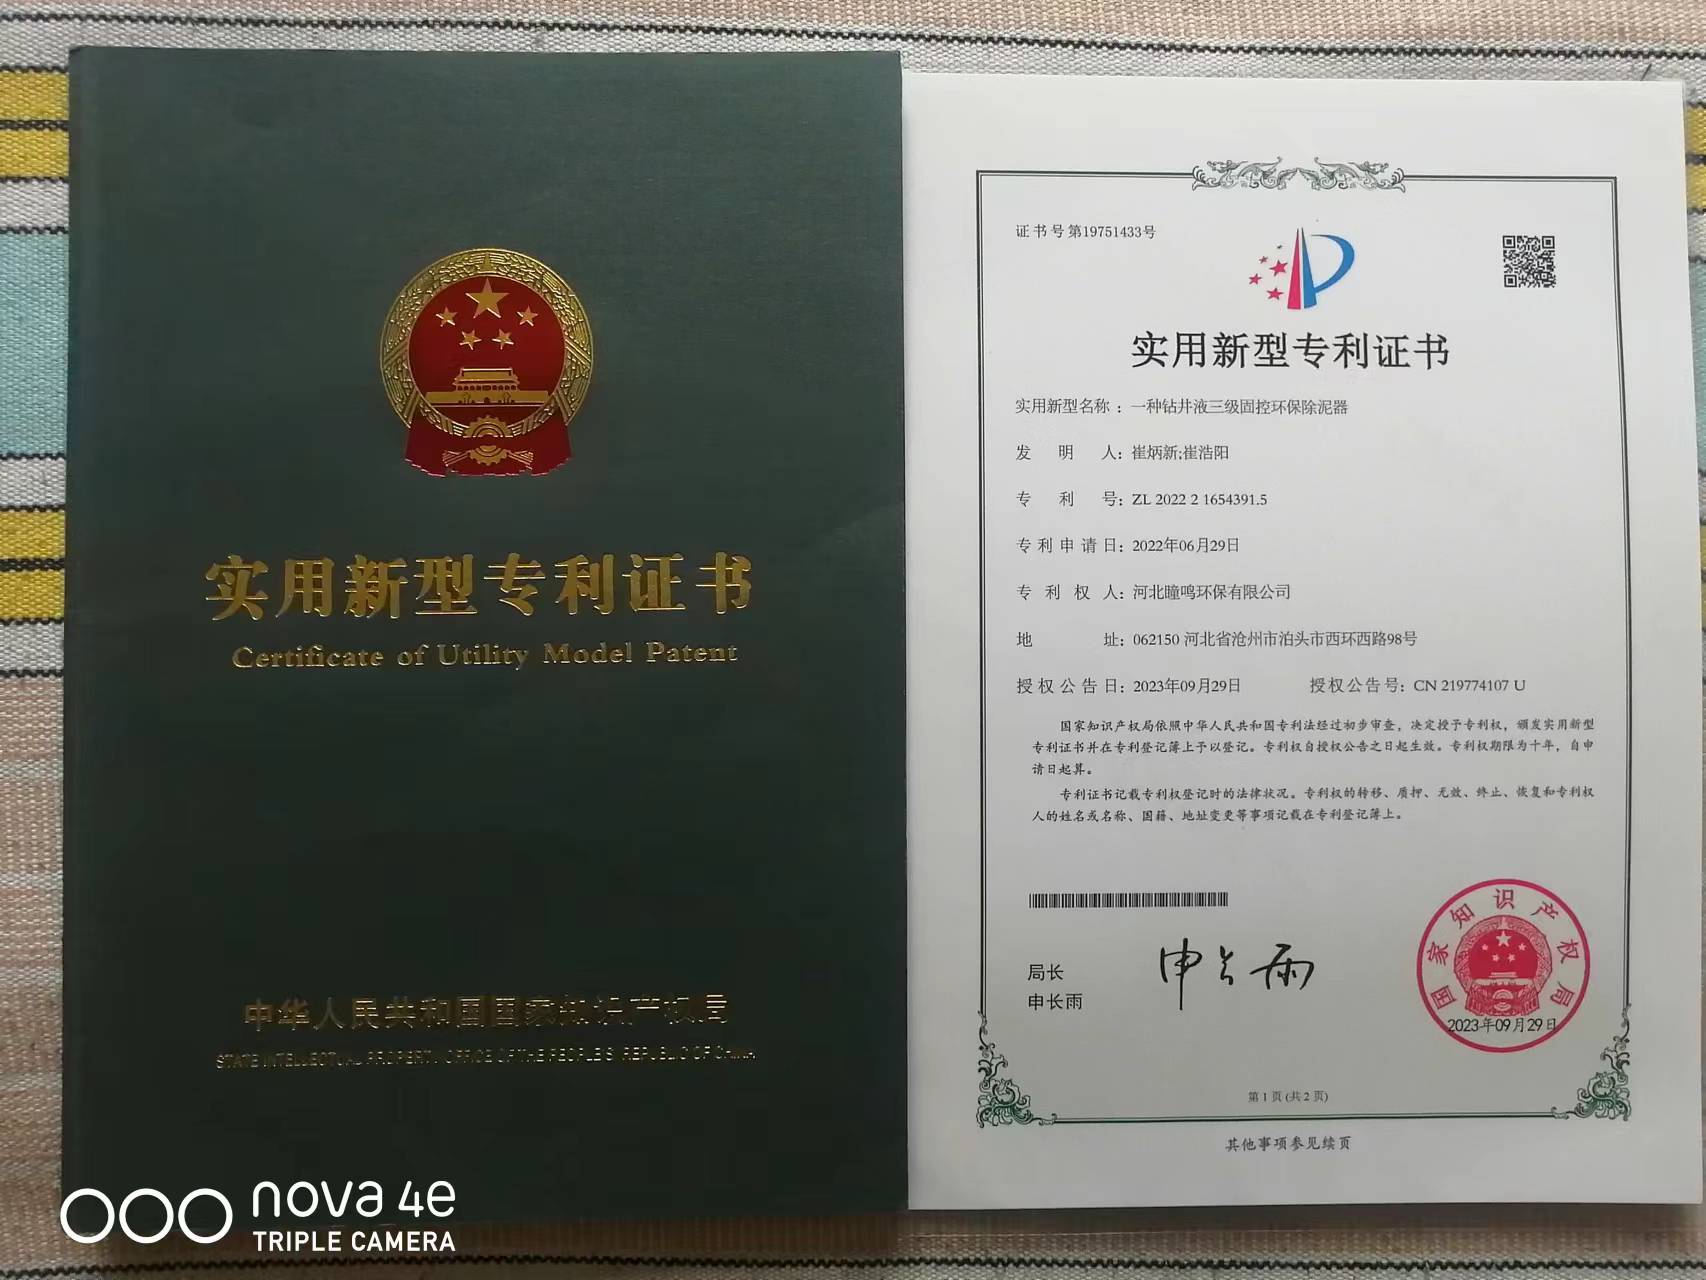 实用新型专利证书
Certificate of Utility Model Patent
中华人民共和国国家知识产权局
STATE INTELLECTUAL PROPERTY OFFICE OF THE PEOPLE'S REPUBLIC OF CHINA
nova 4e
TRIPLE CAMERA
证书号第19751433号
实用新型专利证书
实用新型名称：一种钻井液三级固控环保除泥器
发明人：崔炳新;崔浩阳
专利号：ZL 2022 2 1654391.5
专利申请日：2022年06月29日
专利权人：河北瞳鸣环保有限公司
地址：062150 河北省沧州市泊头市西环西路98号
授权公告日：2023年09月29日 授权公告号：CN 219774107 U
国家知识产权局依照中华人民共和国专利法经过初步审查，决定授予专利权，颁发实用新型
专利证书并在专利登记簿上予以登记。专利权自授权公告之日起生效。专利权期限为十年，自申
请日起算。
专利证书记载专利权登记时的法律状况。专利权的转移、质押、无效、终止、恢复和专利权
人的姓名或名称、国籍、地址变更等事项记载在专利登记簿上。
局长
申长雨
申长雨
国家知识产权局
2023年09月29日
第 1 页 (共 2 页)
其他事项参见续页